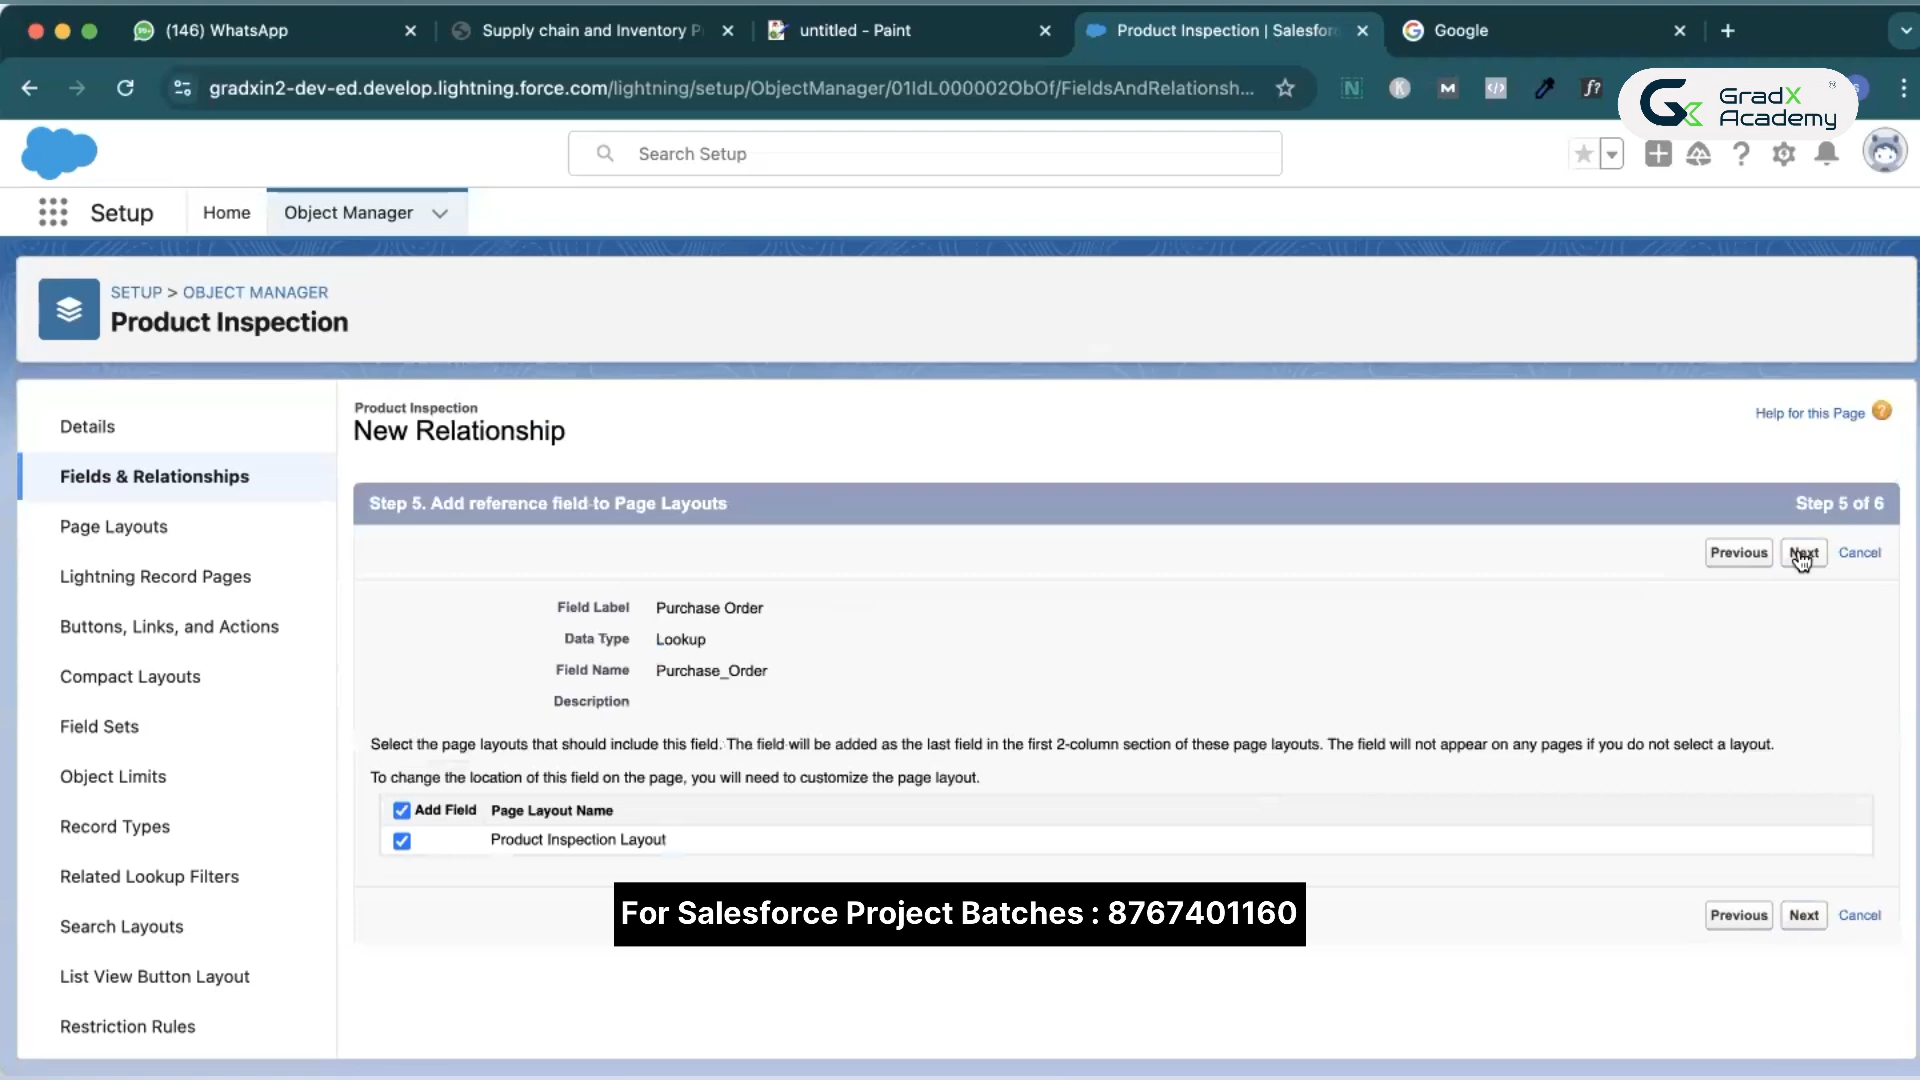 (146) WhatsApp
Supply chain and Inventory P
untitled - Paint
Product Inspection | Salesfor
Google
gradxin2-dev-ed.develop.lightning.force.com/lightning/setup/ObjectManager/01IdL000002ObOf/FieldsAndRelationsh...
GradX
Academy
Search Setup
Setup
Home
Object Manager
SETUP > OBJECT MANAGER
Product Inspection
Details
Fields & Relationships
Page Layouts
Lightning Record Pages
Buttons, Links, and Actions
Compact Layouts
Field Sets
Object Limits
Record Types
Related Lookup Filters
Search Layouts
List View Button Layout
Restriction Rules
Product Inspection
New Relationship
Help for this Page
Step 5. Add reference field to Page Layouts
Step 5 of 6
Previous Next Cancel
Field Label Purchase Order
Data Type Lookup
Field Name Purchase_Order
Description
Select the page layouts that should include this field. The field will be added as the last field in the first 2-column section of these page layouts. The field will not appear on any pages if you do not select a layout.
To change the location of this field on the page, you will need to customize the page layout.
Add Field Page Layout Name
Product Inspection Layout
For Salesforce Project Batches : 8767401160
Previous Next Cancel